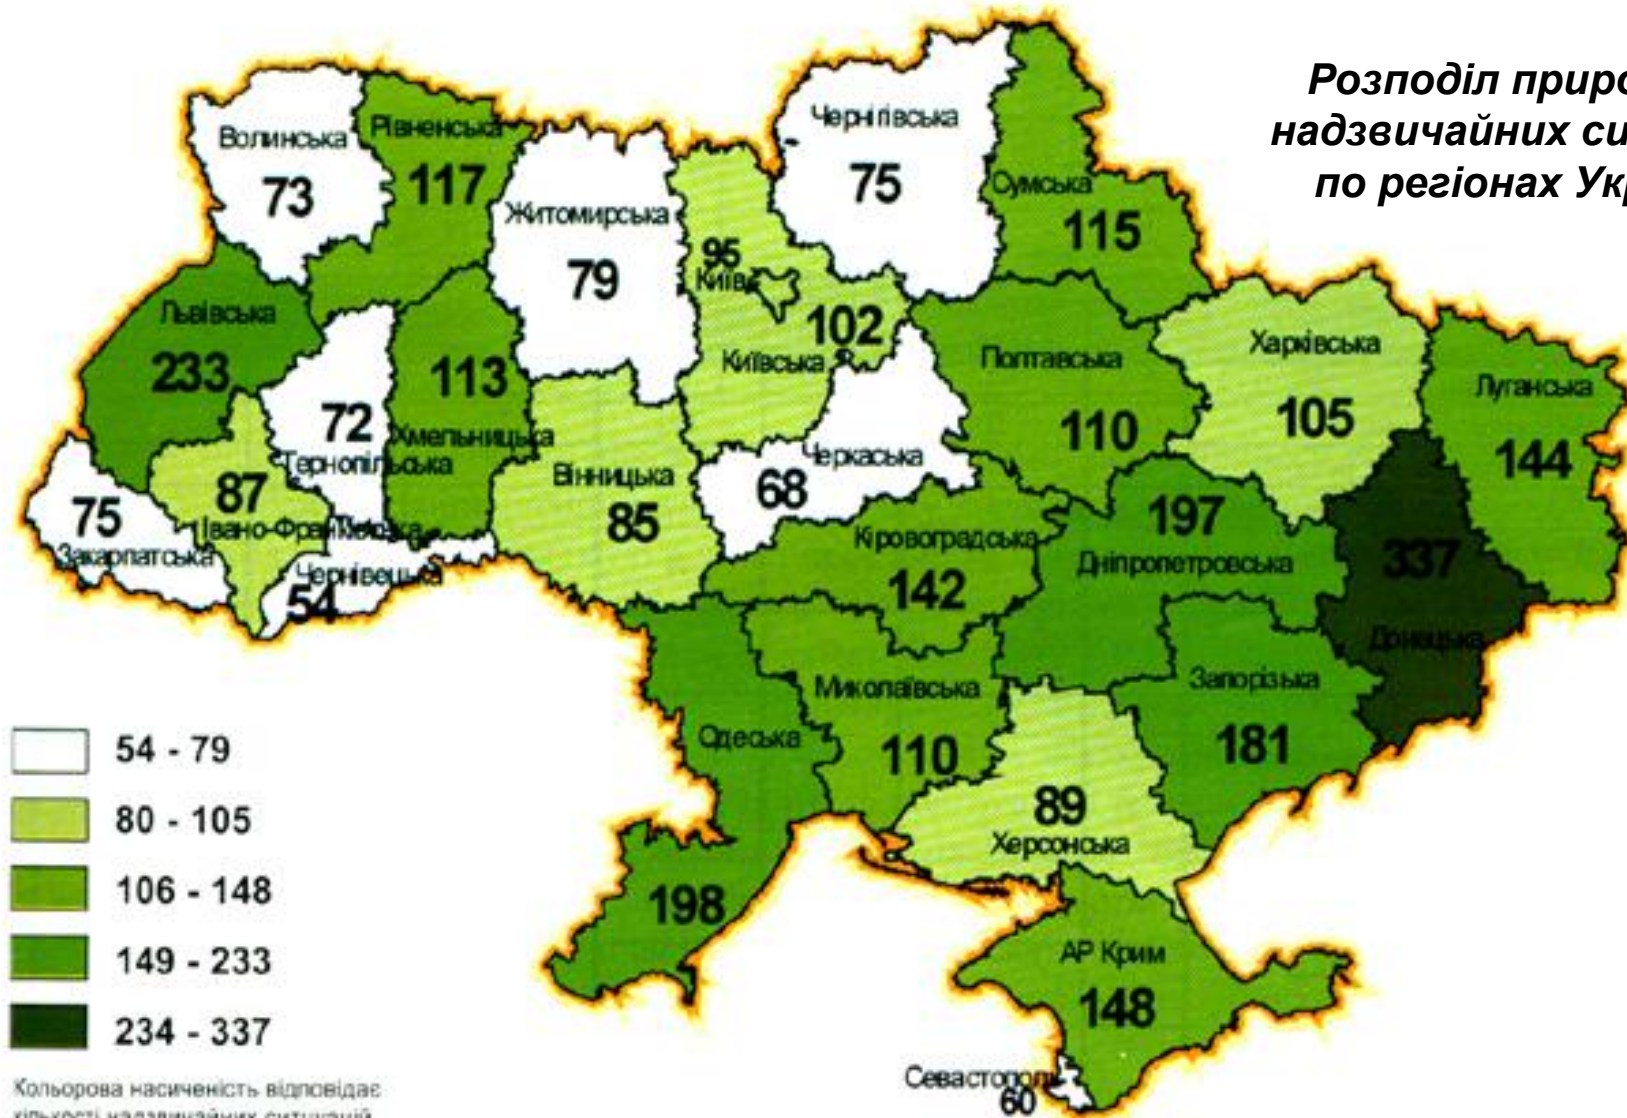 Розподіл приро
надзвичайних си
по регіонах Укр
Волинська
73
Рівненська
117
Житомирська
79
Чернігівська
75
Сумська
115
95
Київ
102
Київська
Львівська
233
72
Тернопільська
113
Хмельницька
Полтавська
110
Харківська
105
Луганська
144
75
Закарпатська
87
Івано-Франківська
Чернівецька
54
Вінницька
85
68
Черкаська
Кіровоградська
142
197
Дніпропетровська
337
Донецька
Одеська
198
Миколаївська
110
Запорізька
181
89
Херсонська
АР Крим
148
Севастополь
60
54 - 79
80 - 105
106 - 148
149 - 233
234 - 337
Кольорова насиченість відповідає
кількості надзвичайних ситуацій